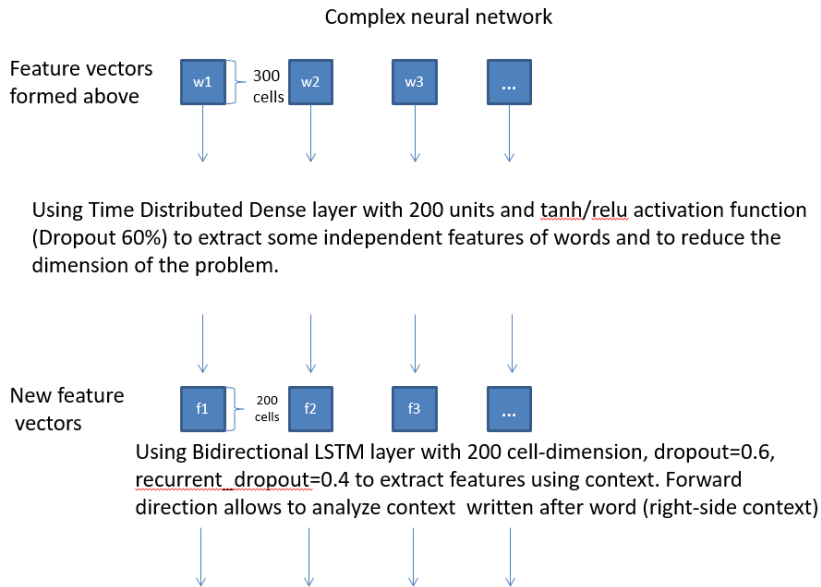 Complex neural network
Feature vectors
formed above
w1
300
cells
w2
w3
...
Using Time Distributed Dense layer with 200 units and tanh/relu activation function
(Dropout 60%) to extract some independent features of words and to reduce the
dimension of the problem.
New feature
vectors
f1
200
cells
f2
f3
...
Using Bidirectional LSTM layer with 200 cell-dimension, dropout=0.6,
recurrent_dropout=0.4 to extract features using context. Forward
direction allows to analyze context written after word (right-side context)